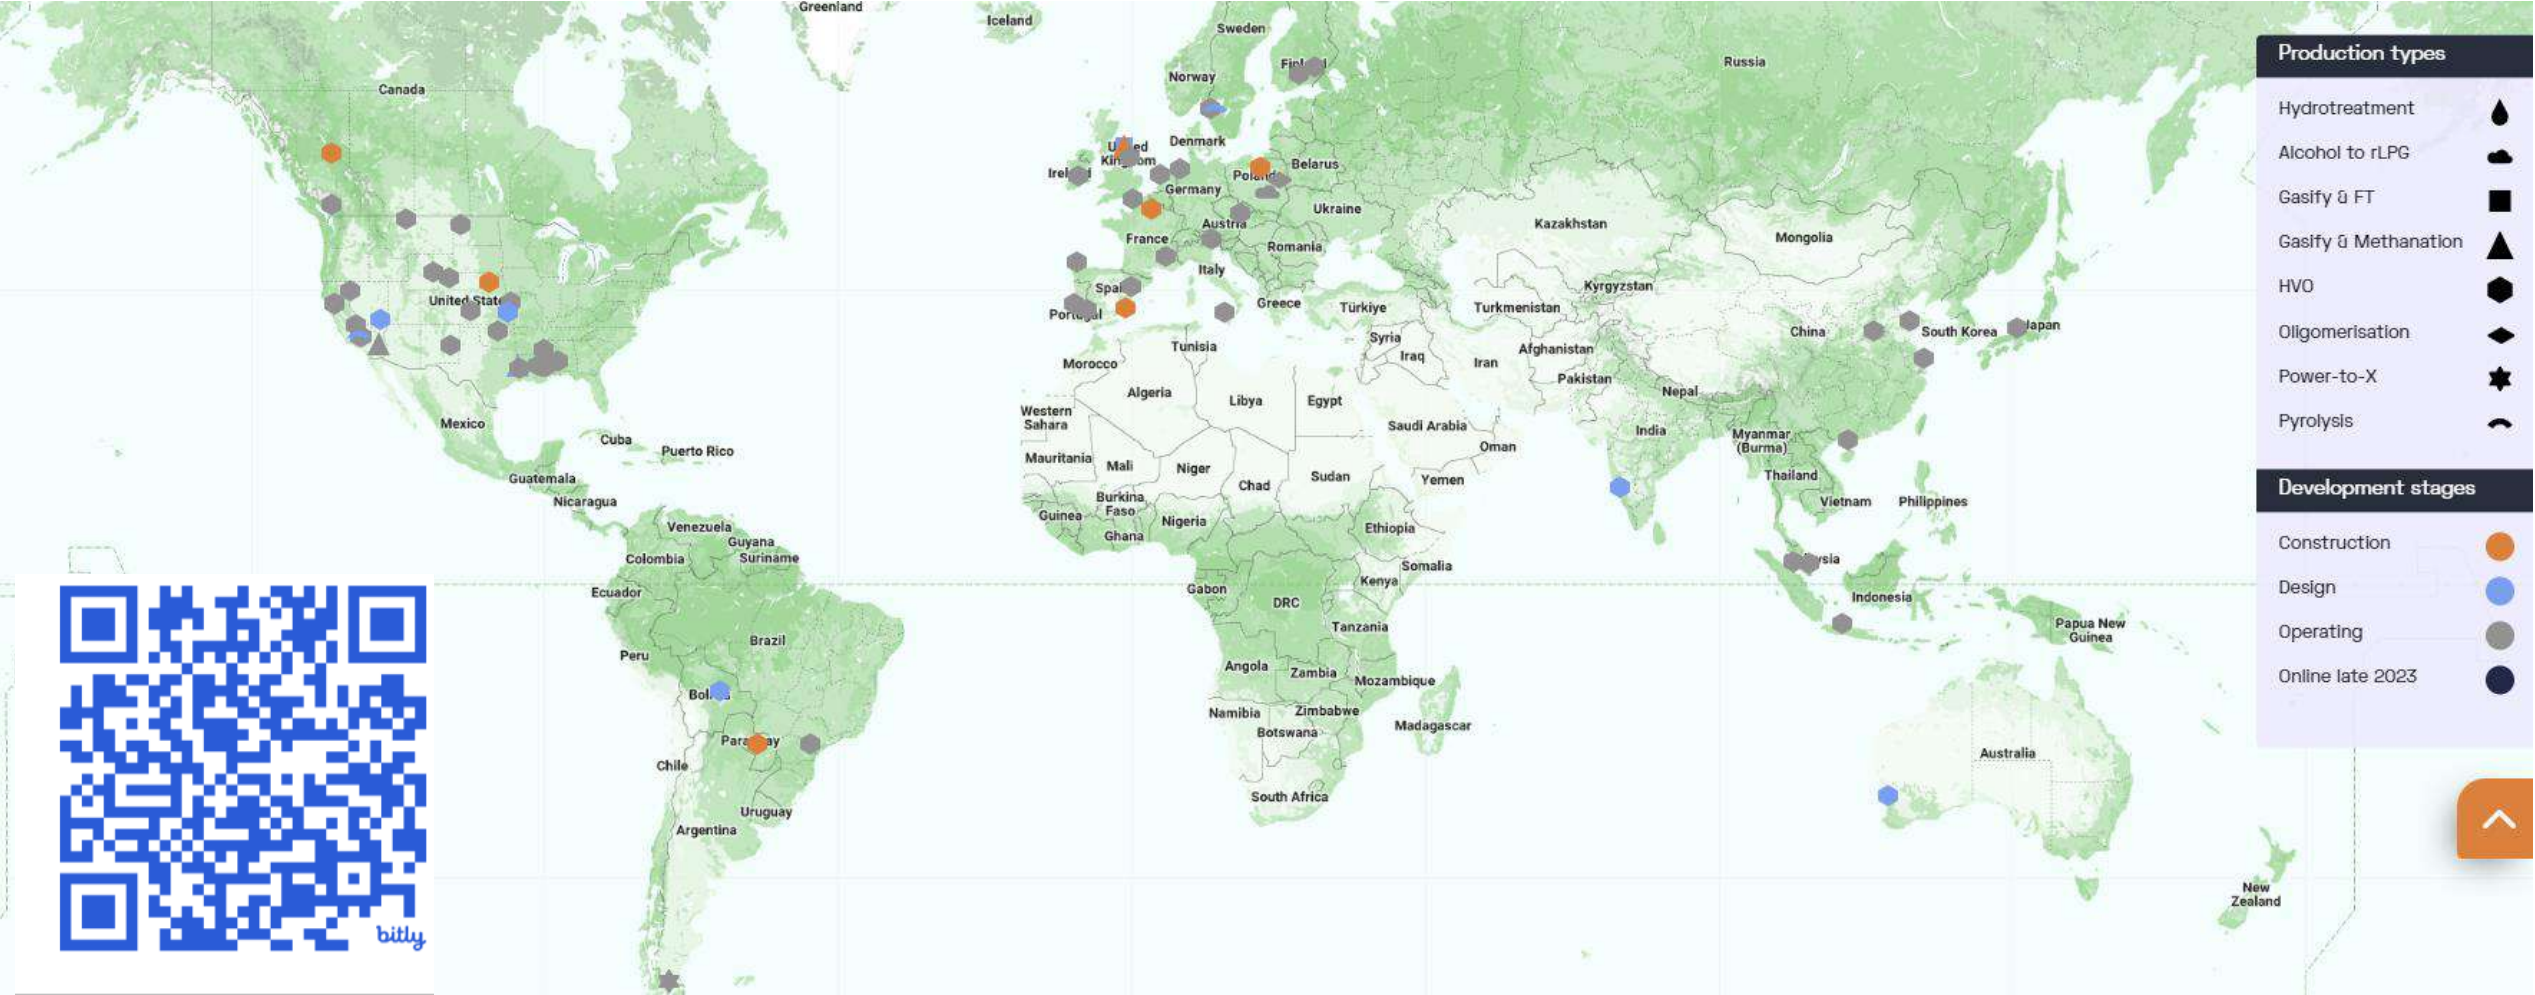 Greenland
Iceland
Sweden
Norway
Russia
Canada
Denmark
Belarus
Germany
Ukraine
Austria
Kazakhstan
Mongolia
France
Romania
Italy
Kyrgyzstan
United State
Spai
Greece
Türkiye
Turkmenistan
China
South Korea
Japan
Syria
Tunisia
Iraq
Afghanistan
Iran
Morocco
Pakistan
Nepal
Algeria
Libya
Egypt
Western
Sahara
Mexico
Saudi Arabia
India
Myanmar
(Burma)
Cuba
Puerto Rico
Oman
Mauritania
Mali
Niger
Sudan
Yemen
Chad
Thailand
Guatemala
Nicaragua
Burkina
Faso
Vietnam
Philippines
Guinea
Nigeria
Ethiopia
Ghana
Venezuela
Guyana
Colombia
Suriname
Somalia
Kenya
Gabon
Ecuador
DRC
Indonesia
Brazil
Tanzania
Papua New
Guinea
Peru
Angola
Zambia
Mozambique
Namibia
Zimbabwe
Madagascar
Botswana
Chile
Australia
South Africa
Uruguay
Argentina
New
Zealand
bitly
Production types
Hydrotreatment
Alcohol to rLPG
Gasify & FT
Gasify & Methanation
HVO
Oligomerisation
Power-to-X
Pyrolysis
Development stages
Construction
Design
Operating
Online late 2023